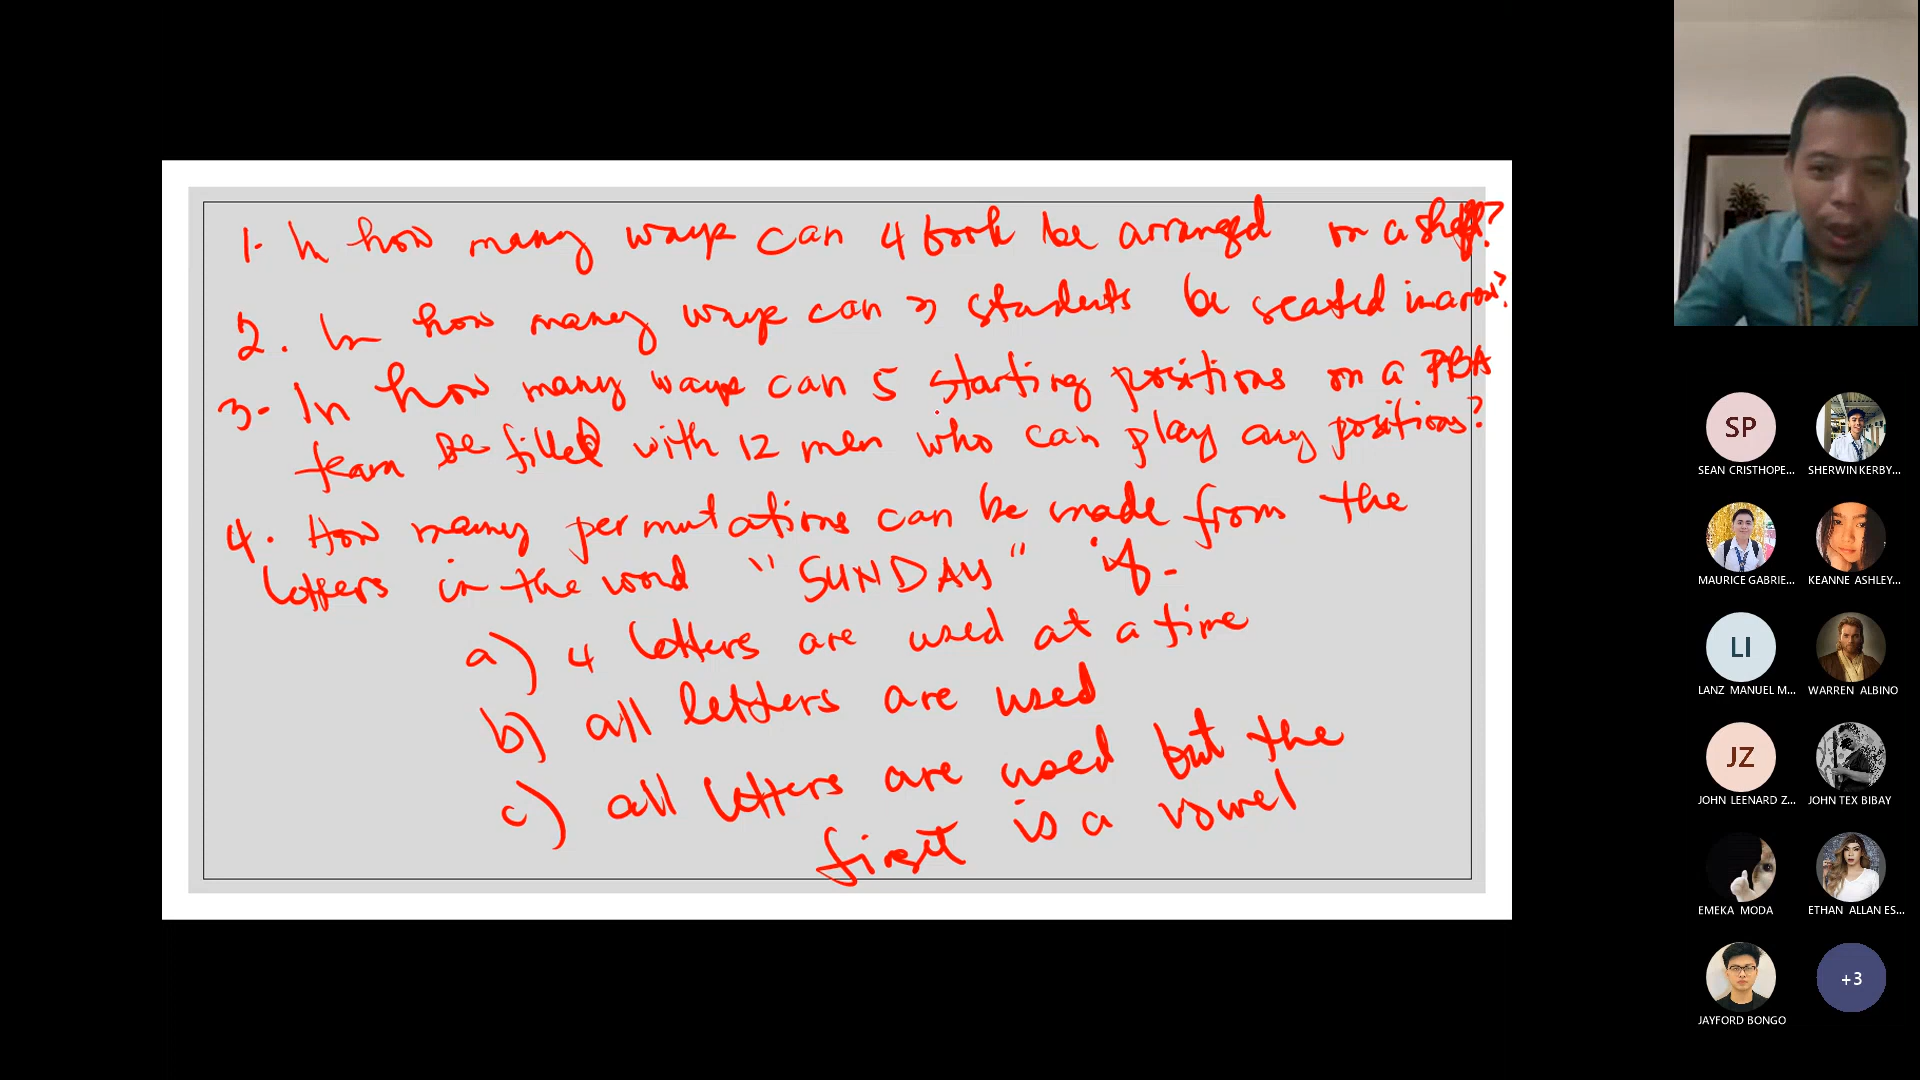 1. In how many ways can 4 book be arranged on a shelf?
2. In how many ways can n students be seated in a row?
3. In how many ways can 5 starting positions on a PBA
team be filled with 12 men who can play any positions?
4. How many permutations can be made from the
letters in the word "SUNDAY" if.
a) 4 letters are used at a time
b) all letters are used
c) all letters are used but the
first is a vowel
SP
SEAN CRISTHOPE...
SHERWIN KERBY...
MAURICE GABRIE...
KEANNE ASHLEY...
LI
LANZ MANUEL M...
WARREN ALBINO
JZ
JOHN LEENARD Z...
JOHN TEX BIBAY
EMEKA MODA
ETHAN ALLAN ES...
JAYFORD BONGO
+3